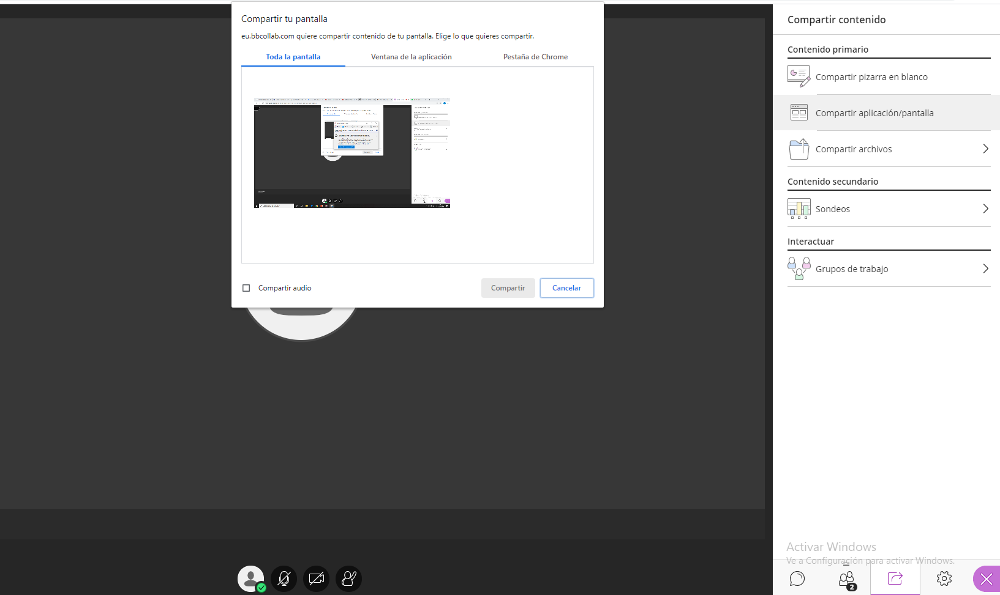 Compartir tu pantalla
eu.bbcollab.com quiere compartir contenido de tu pantalla. Elige lo que quieres compartir.
Toda la pantalla
Ventana de la aplicación
Pestaña de Chrome
Compartir audio
Compartir
Cancelar
Compartir contenido
Contenido primario
Compartir pizarra en blanco
Compartir aplicación/pantalla
Compartir archivos
Contenido secundario
Sondeos
Interactuar
Grupos de trabajo
Activar Windows
Ve a Configuración para activar Windows.
2